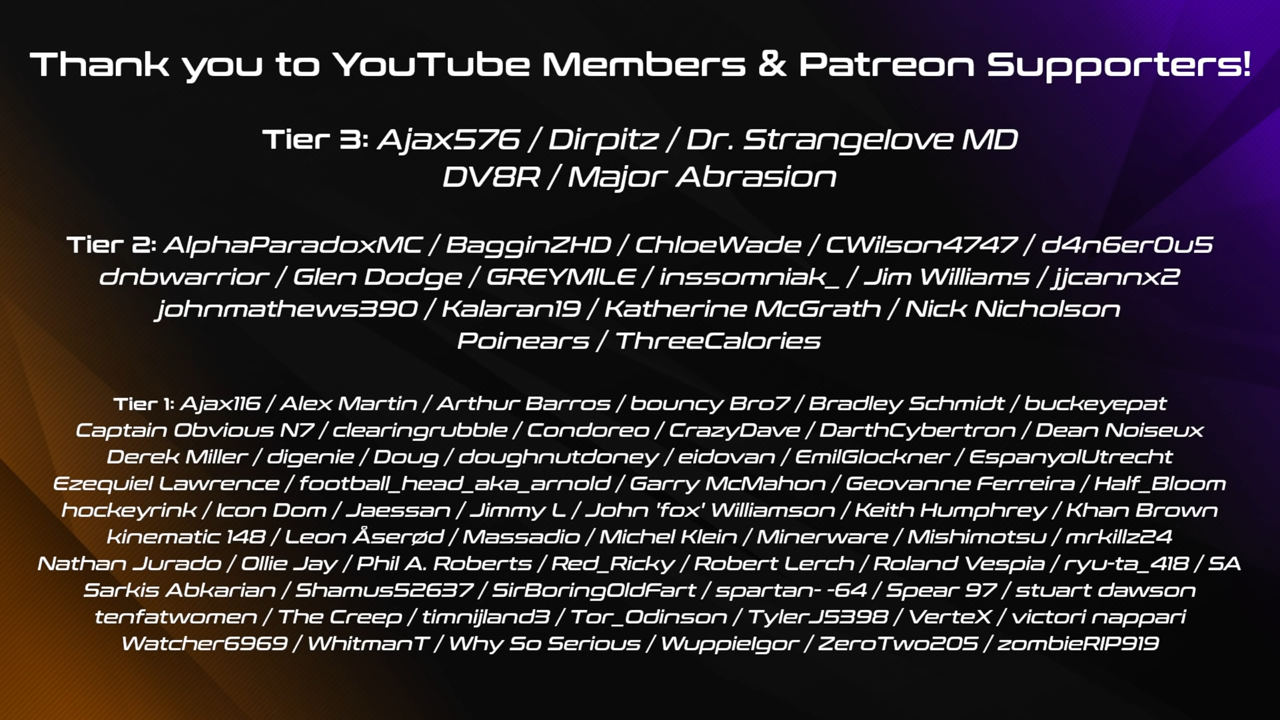 Thank you to YouTube Members & Patreon Supporters!
Tier 3: Ajax576 / Dirpitz / Dr. Strangelove MD
DV8R / Major Abrasion
Tier 2: AlphaParadoxMC / BagginZHD / ChloeWade / CWilson4747 / d4n6er0u5
dnbwarrior / Glen Dodge / GREYM1LE / inssomniak_ / Jim Williams / jjcannx2
johnmathews390 / Kalaran19 / Katherine McGrath / Nick Nicholson
Poinears / ThreeCalories
Tier 1: Ajax116 / Alex Martin / Arthur Barros / bouncy Bro7 / Bradley Schmidt / buckeyepat
Captain Obvious N7 / clearingrubble / Condoreo / CrazyDave / DarthCybertron / Dean Noiseux
Derek Miller / digenie / Doug / doughnutdoney / eidovan / EmilGlockner / EspanyolUtrecht
Ezequiel Lawrence / football_head_aka_arnold / Garry McMahon / Geovanne Ferreira / Half_Bloom
hockeyrink / Icon Dom / Jaessan / Jimmy L / John 'fox' Williamson / Keith Humphrey / Khan Brown
kinematic 148 / Leon Åserød / Massadio / Michel Klein / Minerware / Mishimotsu / mrkillz24
Nathan Jurado / Ollie Jay / Phil A. Roberts / Red_Ricky / Robert Lerch / Roland Vespia / ryu-ta_418 / SA
Sarkis Abkarian / Shamus52637 / SirBoringOldFart / spartan- -64 / Spear 97 / stuart dawson
tenfatwomen / The Creep / timnijland3 / Tor_Odinson / TylerJ5398 / VerteX / victori nappari
Watcher6969 / WhitmanT / Why So Serious / WuppieIgor / ZeroTwo205 / zombieRIP919